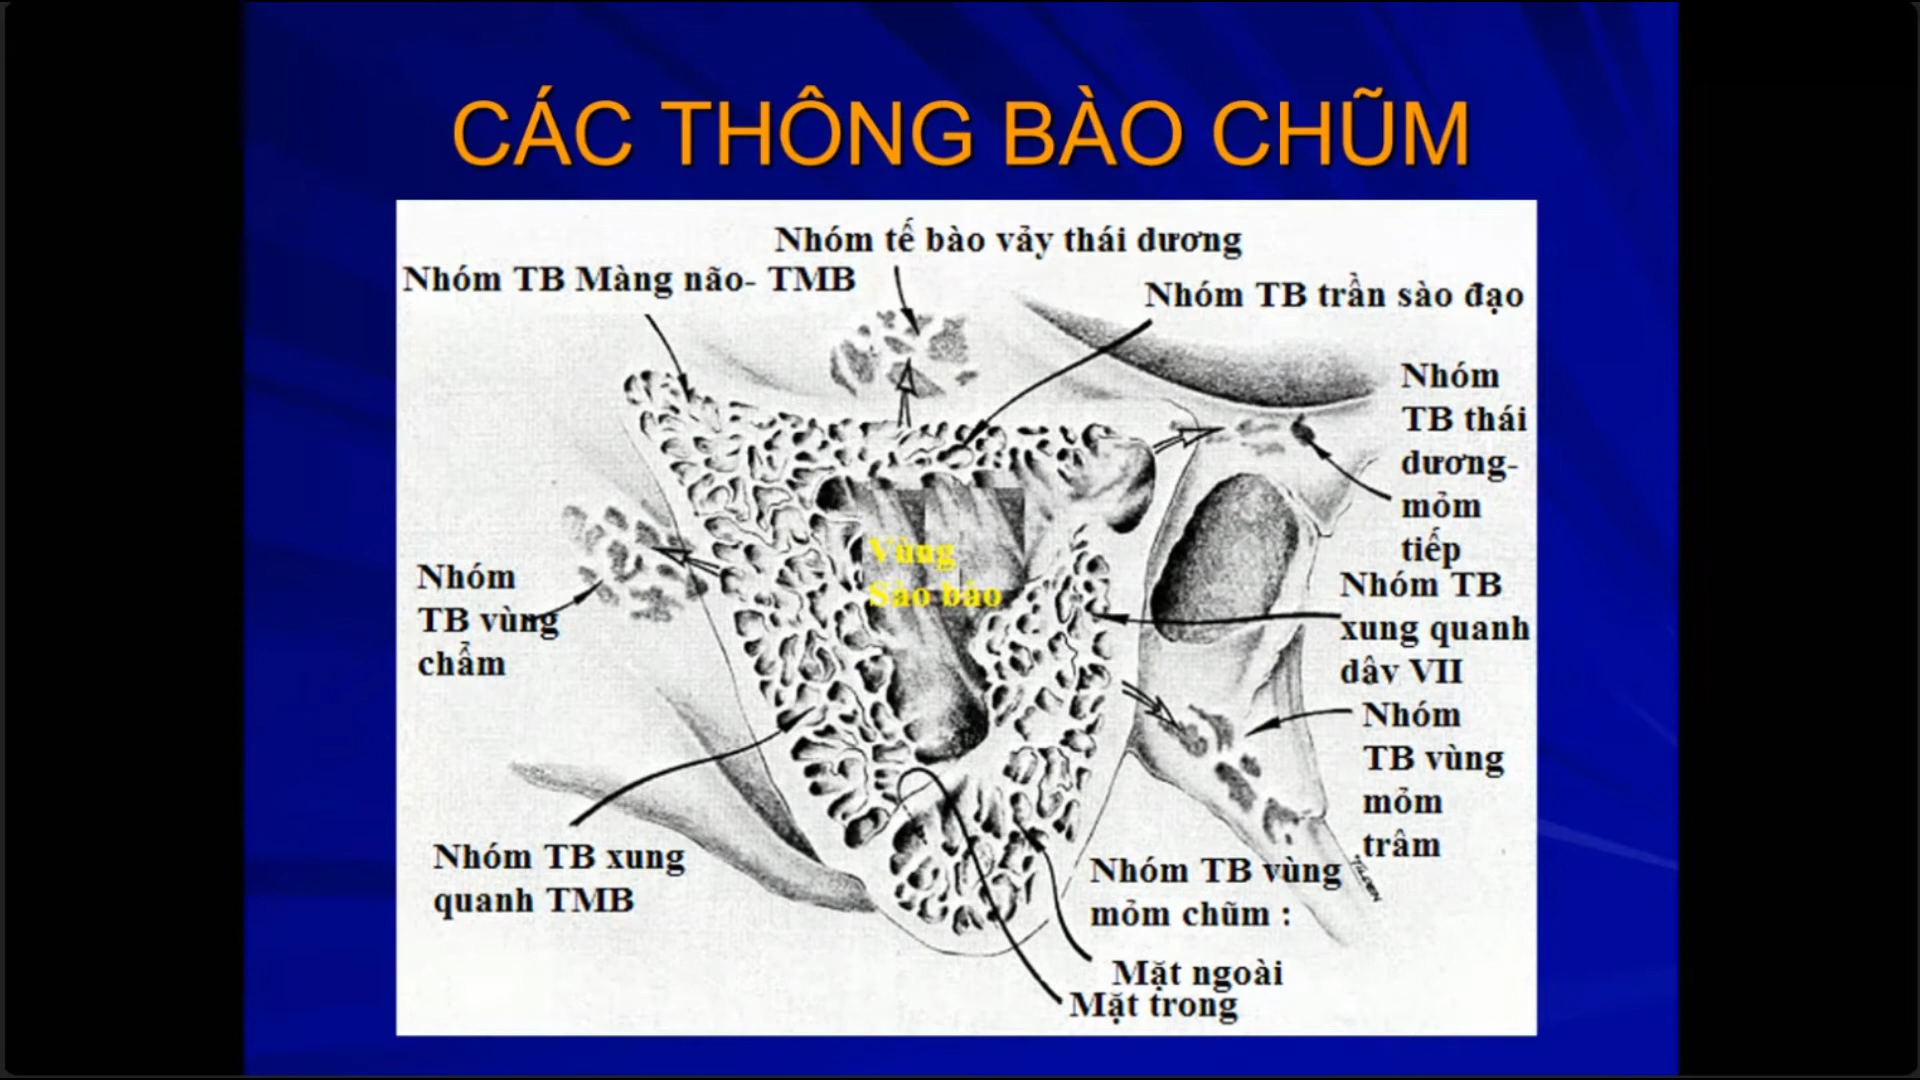 CÁC THÔNG BÀO CHŨM
Nhóm tế bào vảy thái dương
Nhóm TB Màng não- TMB
Nhóm TB trần sào đạo
Nhóm
TB thái
dương-
mỏm
tiếp
Vùng
Sào bào
Nhóm
TB vùng
chẩm
Nhóm TB
xung quanh
dây VII
Nhóm
TB vùng
mỏm
trâm
Nhóm TB xung
quanh TMB
Nhóm TB vùng
mỏm chũm :
Mặt ngoài
Mặt trong